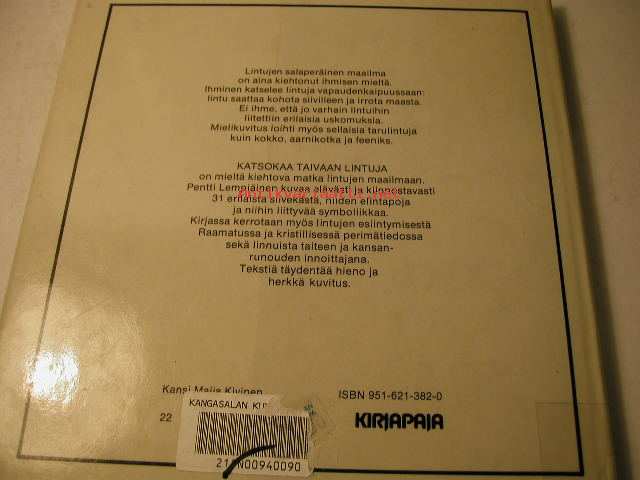 Lintujen salaperäinen maailma
on aina kiehtonut ihmisen mieltä.
Ihminen katselee lintuja vapaudenkaipuussaan:
lintu saattaa kohota siivilleen ja irrota maasta.
Ei ihme, että jo varhain lintuihin
liitettiin erilaisia uskomuksia.
Mielikuvitus loihti myös sellaisia tarulintuja
kuin kokko, aarnikotka ja feeniks.
KATSOKAA TAIVAAN LINTUJA
on mieltä kiehtova matka lintujen maailmaan.
Pentti Lempiäinen kuvaa elävästi ja kiinnostavasti
31 erilaista siivekästä, niiden elintapoja
ja niihin liittyvää symboliikkaa.
Kirjassa kerrotaan myös lintujen esiintymisestä
Raamatussa ja kristillisessä perimätiedossa
sekä linnuista taiteen ja kansan-
runouden innoittajana.
Tekstiä täydentää hieno ja
herkkä kuvitus.
Kansi Maija Kivinen
ISBN 951-621-382-0
KANGASALAN
22
KIRJAPAJA
00940090